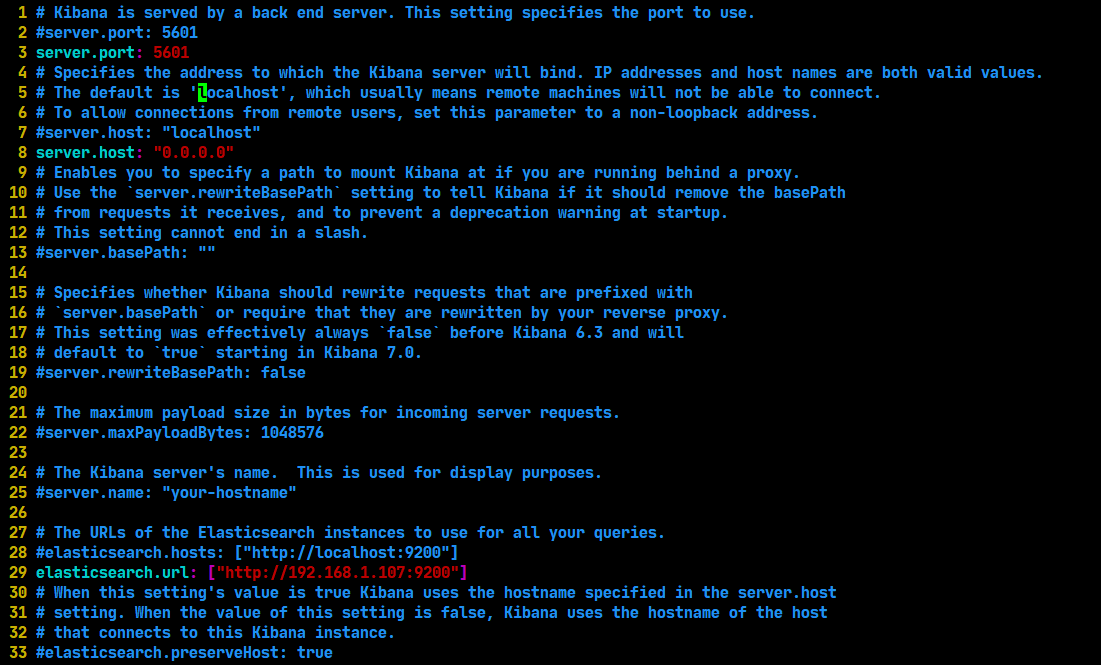 1 # Kibana is served by a back end server. This setting specifies the port to use.
2 #server.port: 5601
3 server.port: 5601
4 # Specifies the address to which the Kibana server will bind. IP addresses and host names are both valid values.
5 # The default is 'localhost', which usually means remote machines will not be able to connect.
6 # To allow connections from remote users, set this parameter to a non-loopback address.
7 #server.host: "localhost"
8 server.host: "0.0.0.0"
9 # Enables you to specify a path to mount Kibana at if you are running behind a proxy.
10 # Use the `server.rewriteBasePath` setting to tell Kibana if it should remove the basePath
11 # from requests it receives, and to prevent a deprecation warning at startup.
12 # This setting cannot end in a slash.
13 #server.basePath: ""
14
15 # Specifies whether Kibana should rewrite requests that are prefixed with
16 # `server.basePath` or require that they are rewritten by your reverse proxy.
17 # This setting was effectively always `false` before Kibana 6.3 and will
18 # default to `true` starting in Kibana 7.0.
19 #server.rewriteBasePath: false
20
21 # The maximum payload size in bytes for incoming server requests.
22 #server.maxPayloadBytes: 1048576
23
24 # The Kibana server's name.  This is used for display purposes.
25 #server.name: "your-hostname"
26
27 # The URLs of the Elasticsearch instances to use for all your queries.
28 #elasticsearch.hosts: ["http://localhost:9200"]
29 elasticsearch.url: ["http://192.168.1.107:9200"]
30 # When this setting's value is true Kibana uses the hostname specified in the server.host
31 # setting. When the value of this setting is false, Kibana uses the hostname of the host
32 # that connects to this Kibana instance.
33 #elasticsearch.preserveHost: true